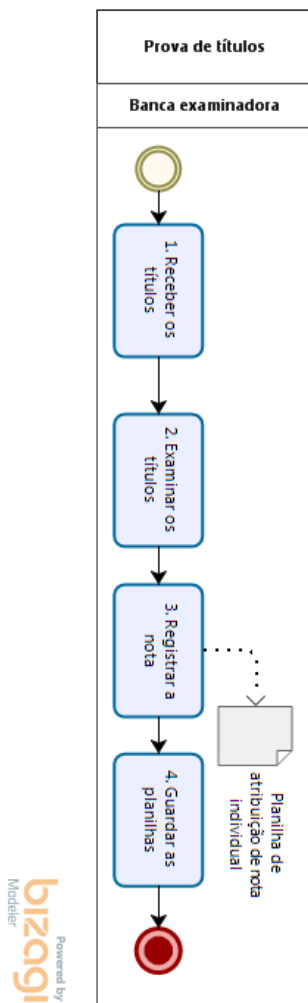 Prova de títulos
Banca examinadora
1. Receber os
títulos
2. Examinar os
títulos
3. Registrar a
nota
Planilha de
atribuição de nota
individual
4. Guardar as
planilhas
Powered by
bizagi
Modeler